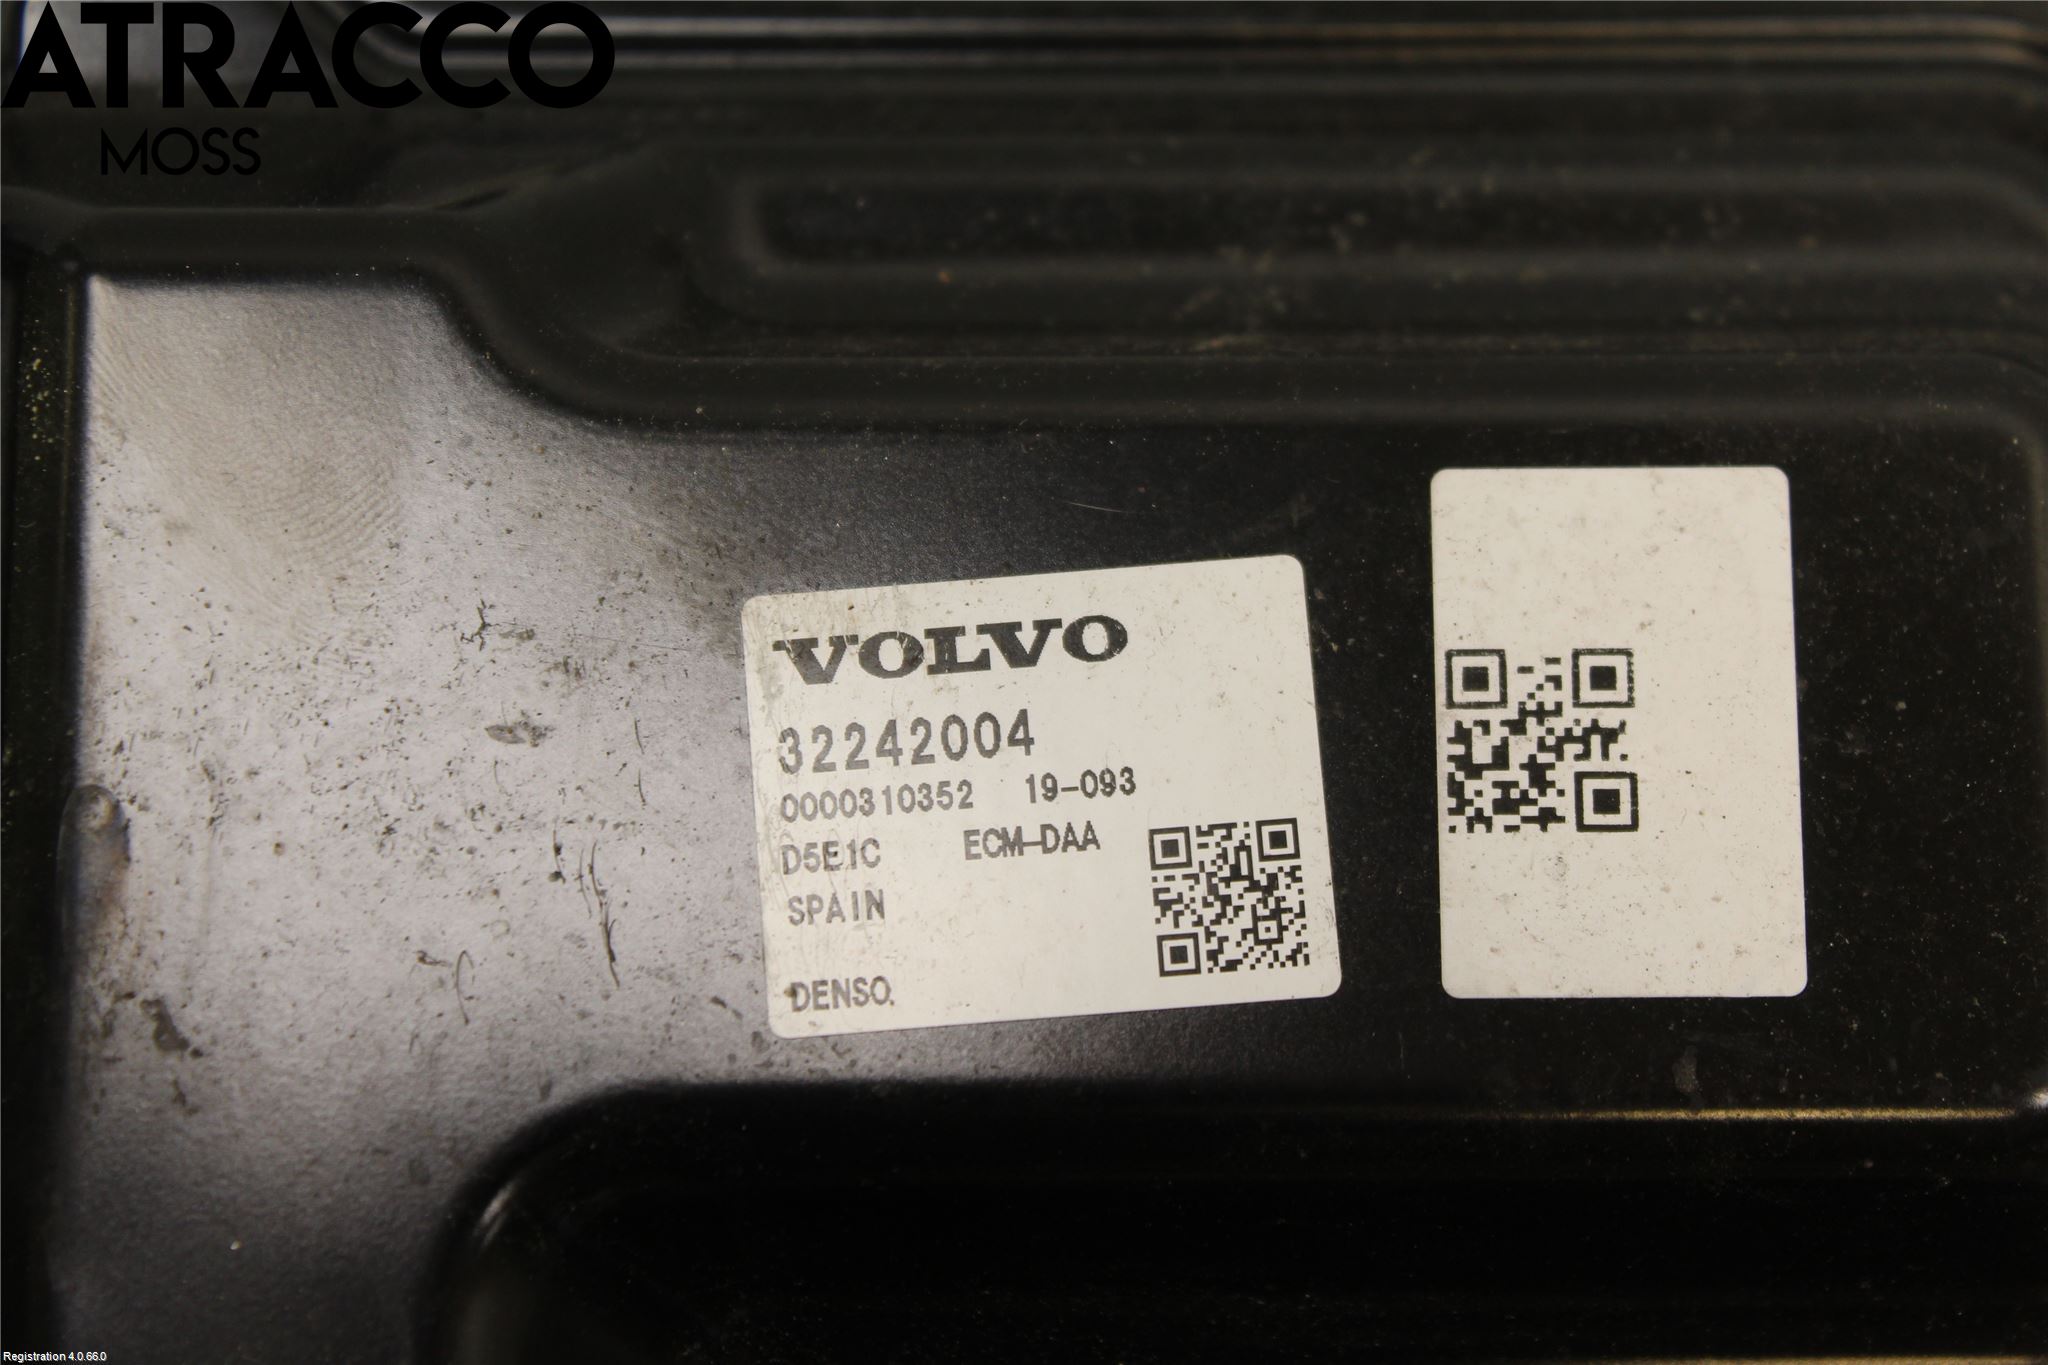 ATRACCO
MOSS
VOLVO
32242004
0000310352 19-093
D5E1C ECM-DAA
SPAIN
DENSO.
Registration 4.0.66.0